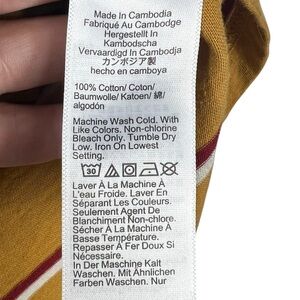 Made In Cambodia
Fabriqué Au Cambodge
Hergestellt In
Kambodscha
Vervaardigd In Cambodja
カンボジア製
hecho en camboya
100% Cotton/ Coton/
Baumwolle/ Katoen/ 綿/
algodón
Machine Wash Cold. With
Like Colors. Non-chlorine
Bleach Only. Tumble Dry
Low. Iron On Lowest
Setting.
30
Laver À La Machine À
L'eau Froide. Laver En
Séparant Les Couleurs.
Seulement Agent De
Blanchiment Non-chlore.
Sécher À La Machine À
Basse Température.
Repasser À Fer Doux Si
Nécessaire.
In Der Maschine Kalt
Waschen. Mit Ähnlichen
Farben Waschen. Nur